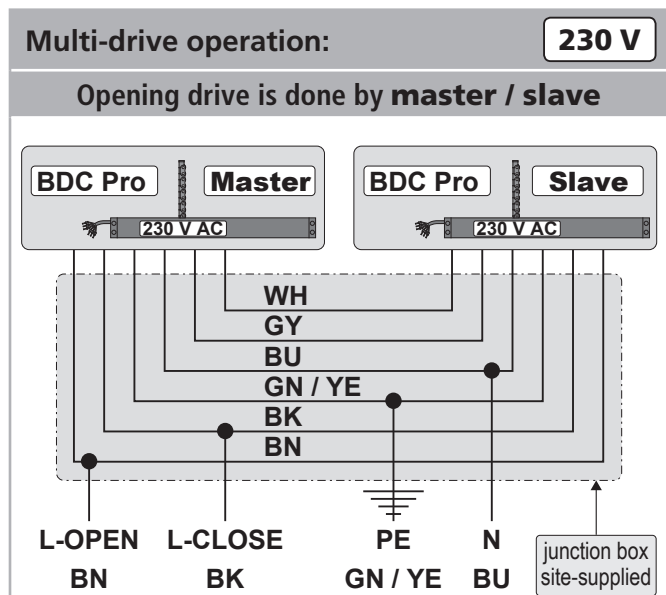 Multi-drive operation: 230 V
Opening drive is done by master / slave
BDC Pro Master BDC Pro Slave
230 V AC 230 V AC
WH
GY
BU
GN / YE
BK
BN
L-OPEN L-CLOSE PE N
BN BK GN / YE BU
junction box
site-supplied